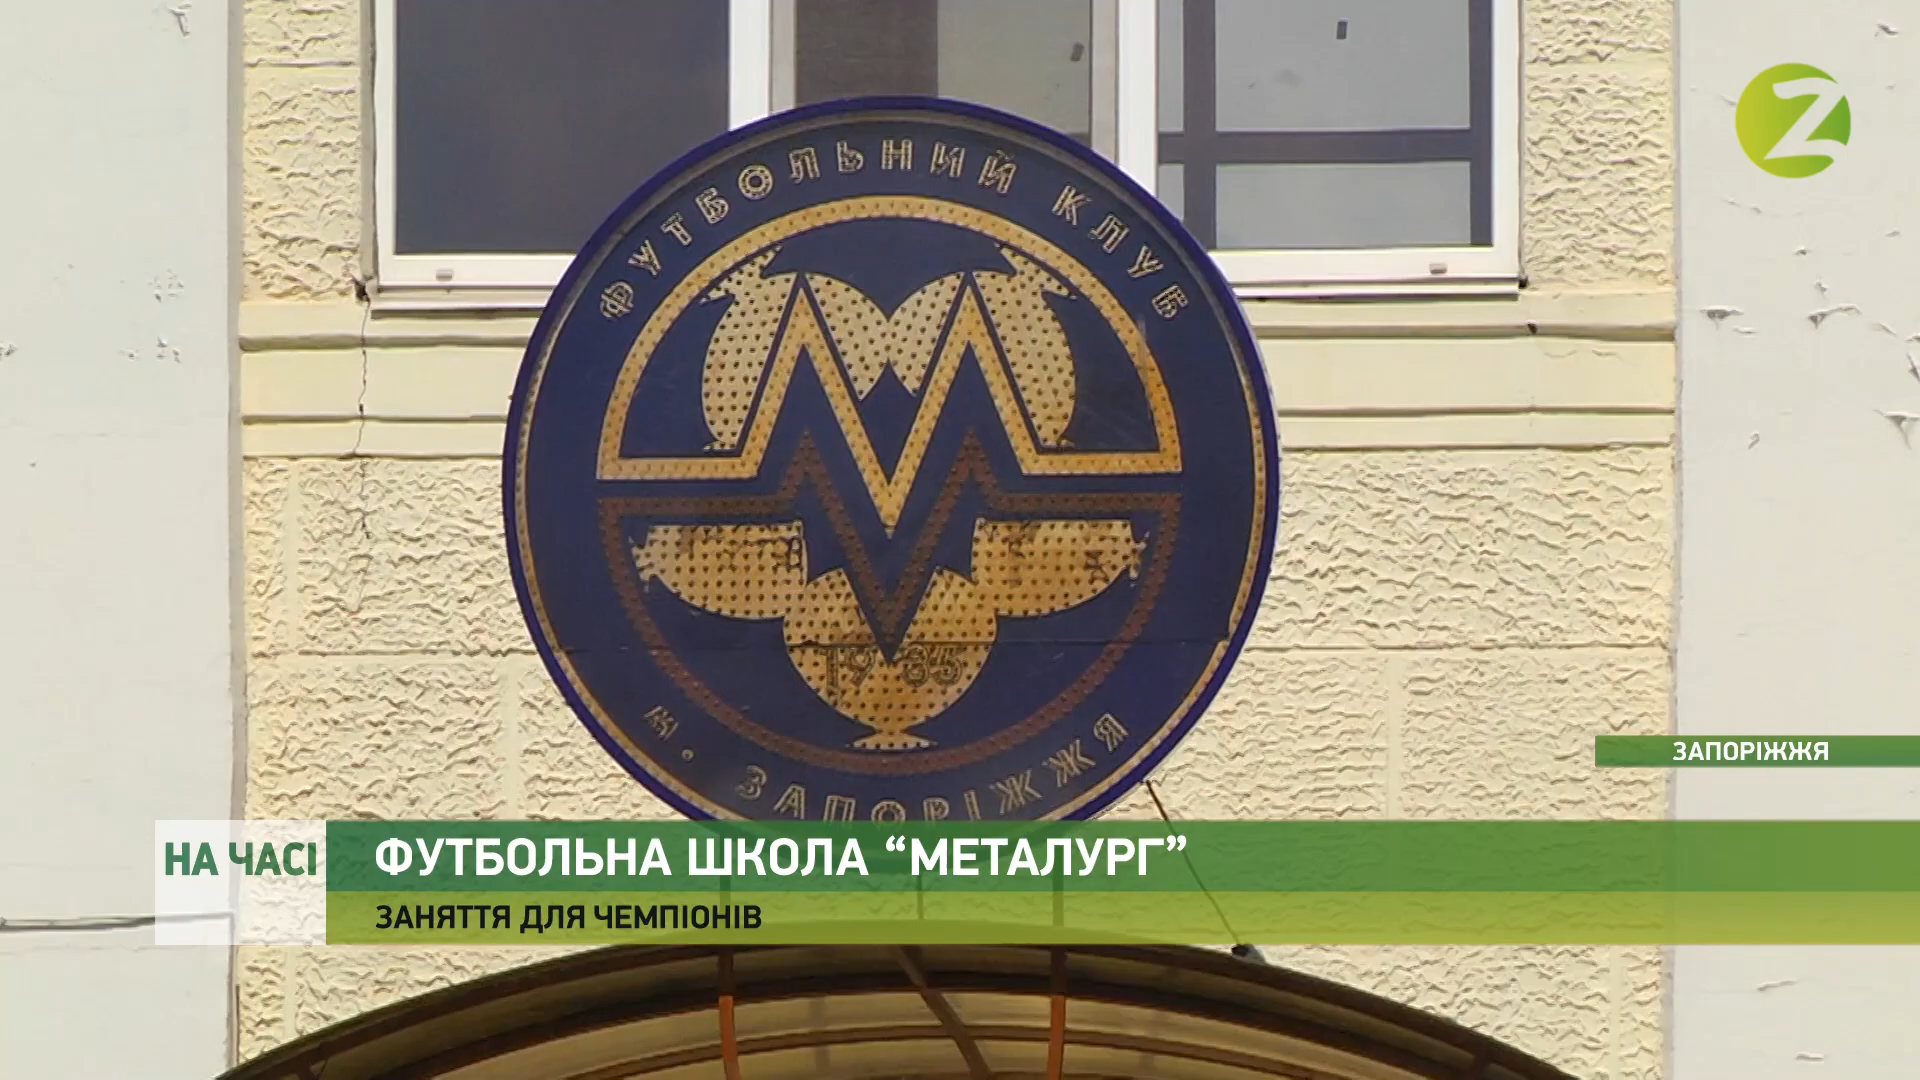 Z
ФУТБОЛЬНИЙ КЛУБ
1935
м. ЗАПОРІЖЖЯ
ЗАПОРІЖЖЯ
НА ЧАСІ
ФУТБОЛЬНА ШКОЛА “МЕТАЛУРГ”
ЗАНЯТТЯ ДЛЯ ЧЕМПІОНІВ